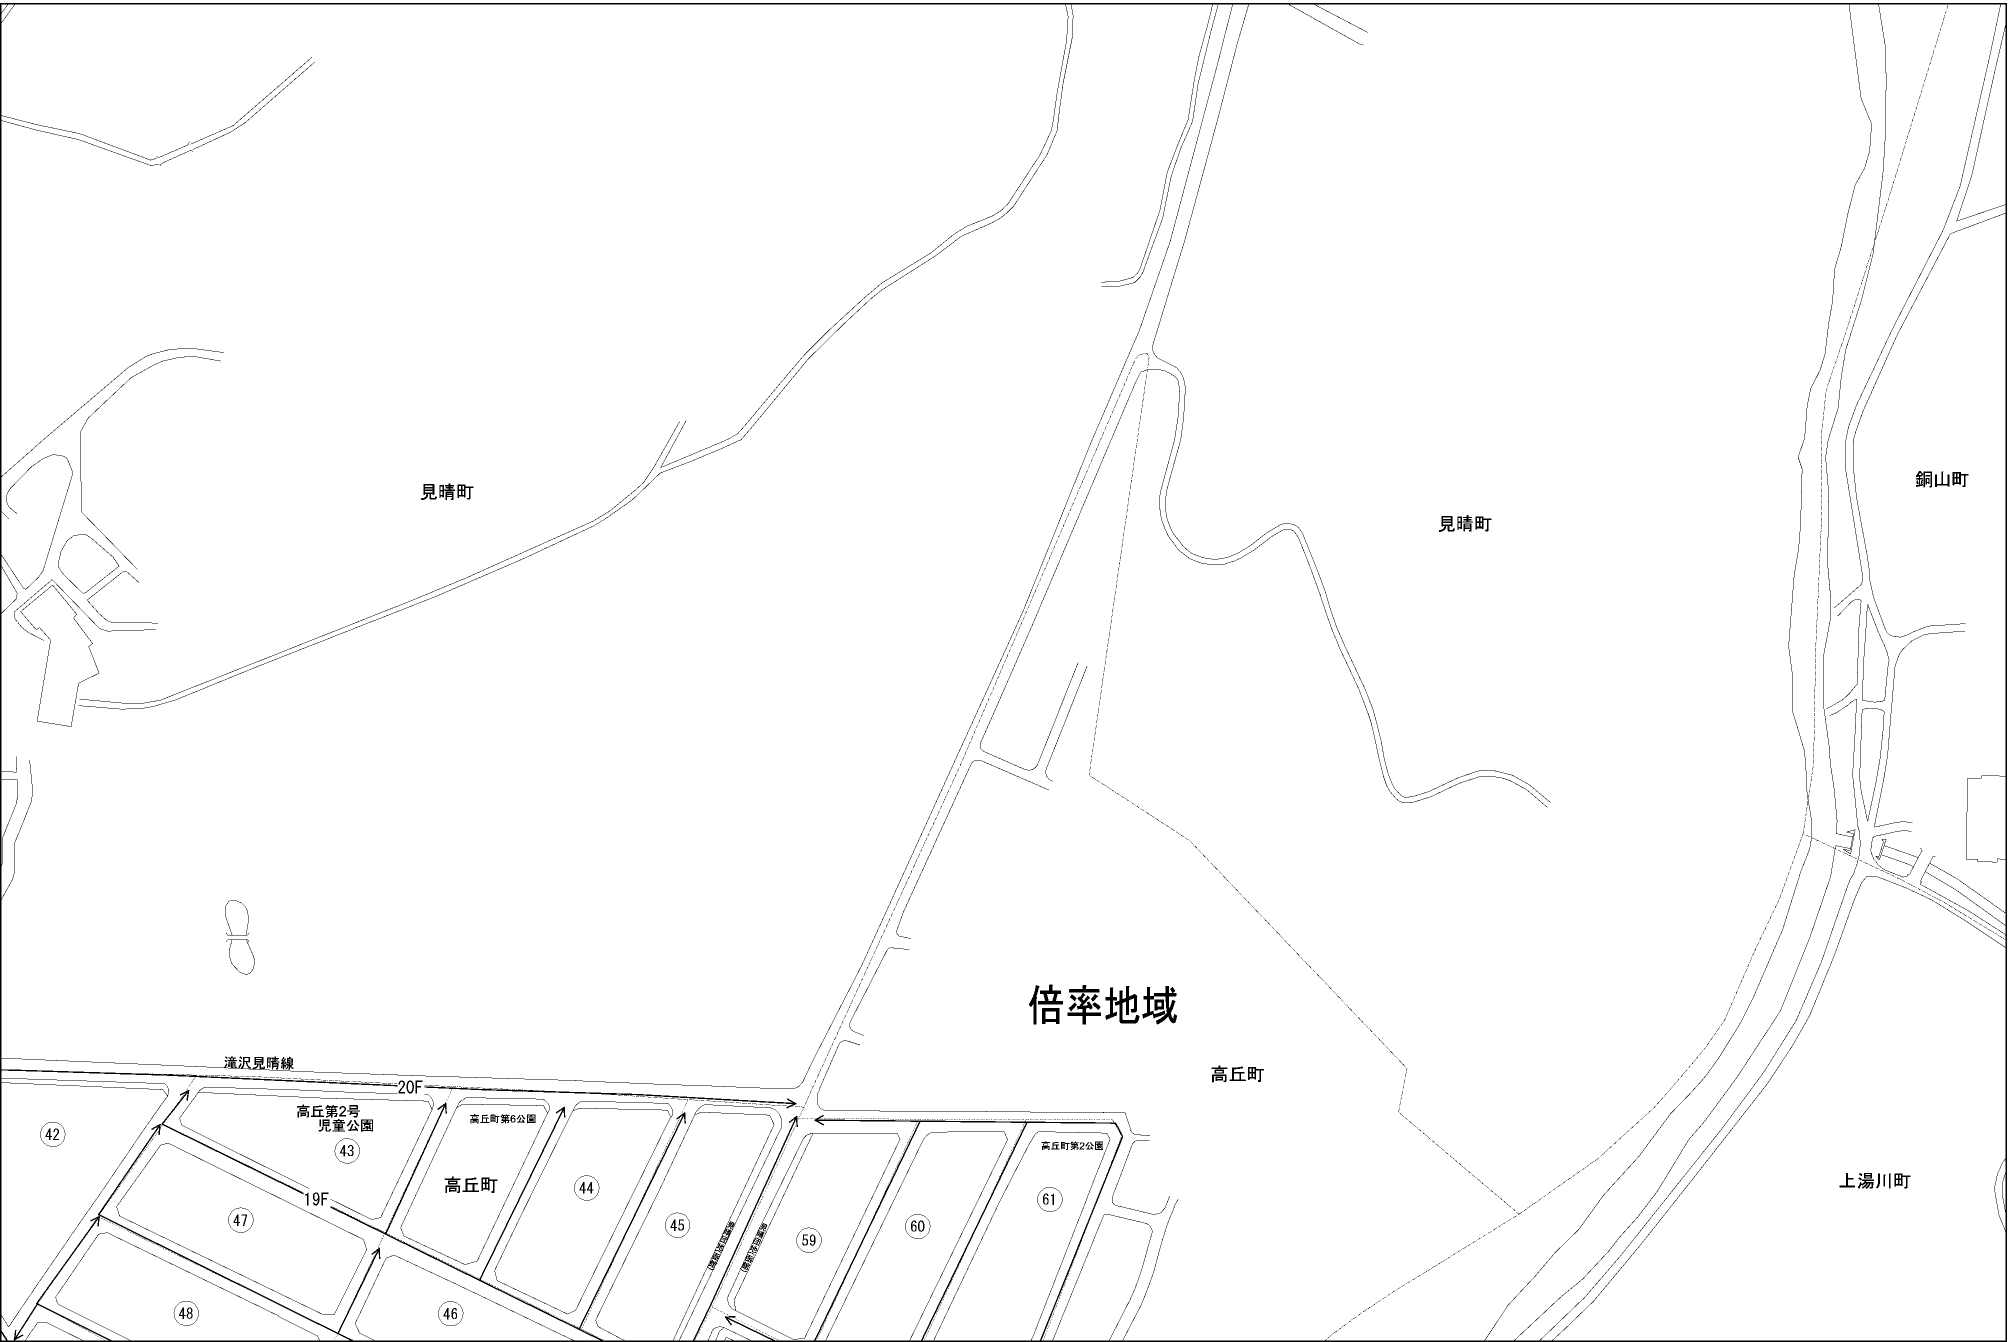 見晴町
銅山町
見晴町
倍率地域
滝沢見晴線
高丘町
20F
高丘第2号
児童公園
高丘町第6公園
42
43
高丘町第2公園
高丘町
44
61
上湯川町
19F
47
45
60
59
48
46